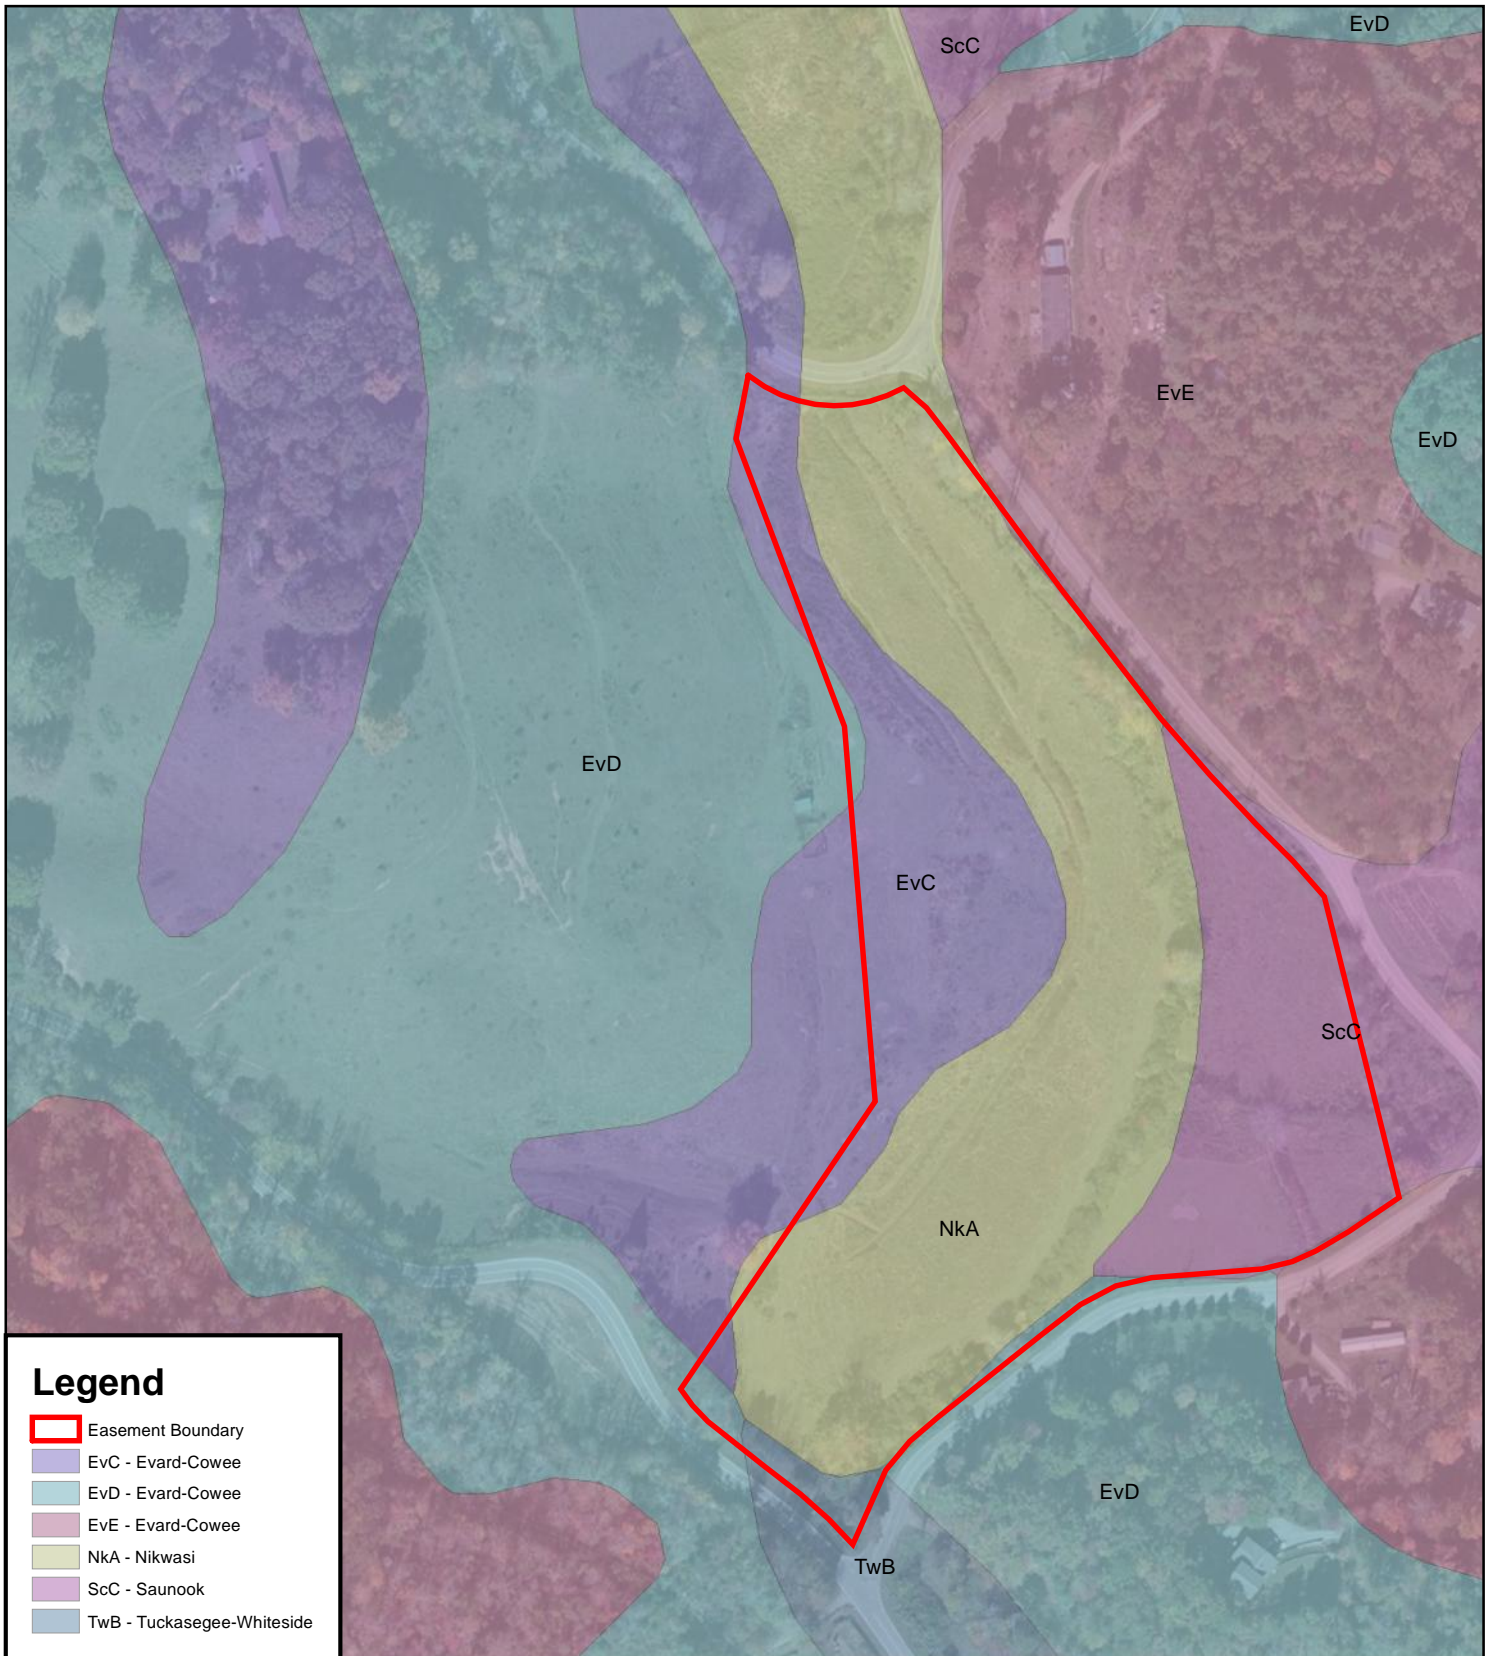 EvD
ScC
EvE
EvD
EvD
EvC
ScC
NkA
EvD
TwB
Legend
Easement Boundary
EvC - Evard-Cowee
EvD - Evard-Cowee
EvE - Evard-Cowee
NkA - Nikwasi
ScC - Saunook
TwB - Tuckasegee-Whiteside